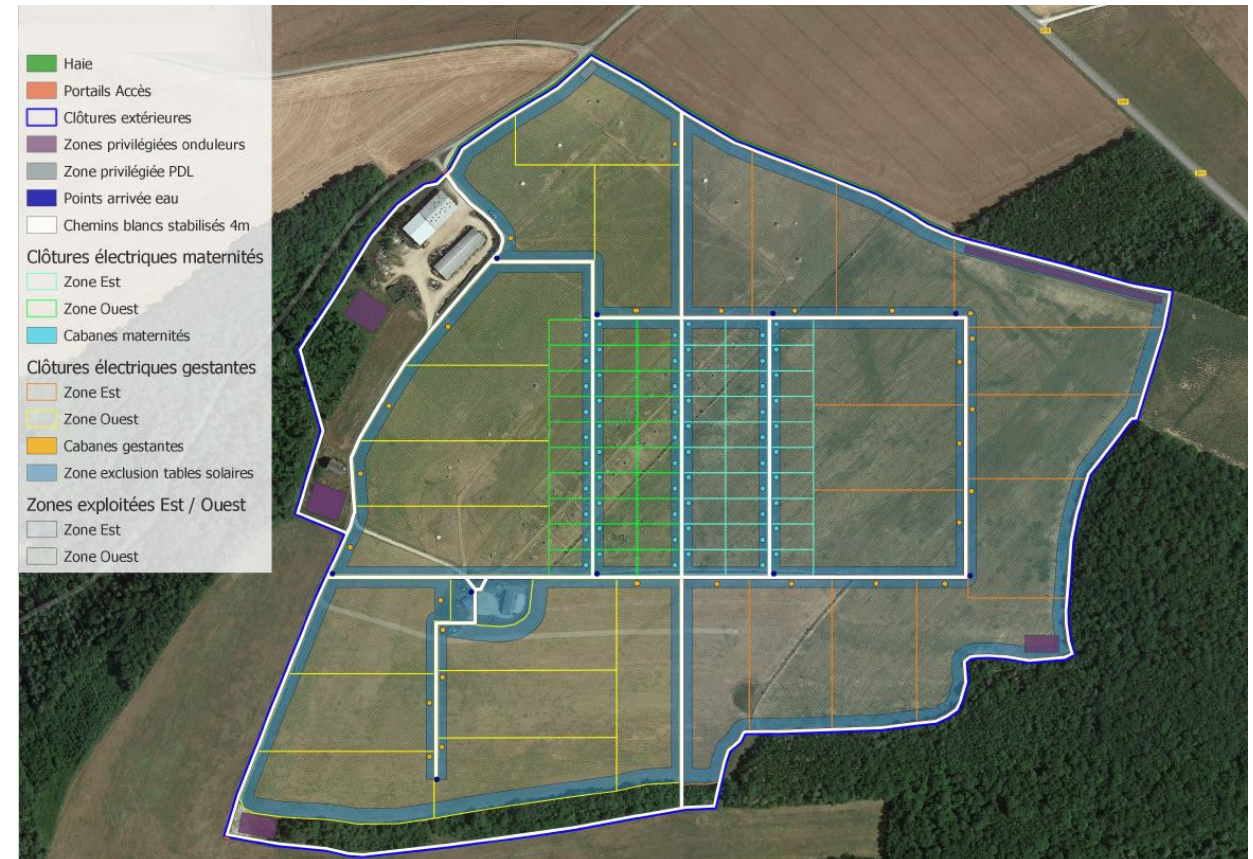 Haie
Portails Accès
Clôtures extérieures
Zones privilégiées onduleurs
Zone privilégiée PDL
Points arrivée eau
Chemins blancs stabilisés 4m
Clôtures électriques maternités
Zone Est
Zone Ouest
Cabanes maternités
Clôtures électriques gestantes
Zone Est
Zone Ouest
Cabanes gestantes
Zone exclusion tables solaires
Zones exploitées Est / Ouest
Zone Est
Zone Ouest